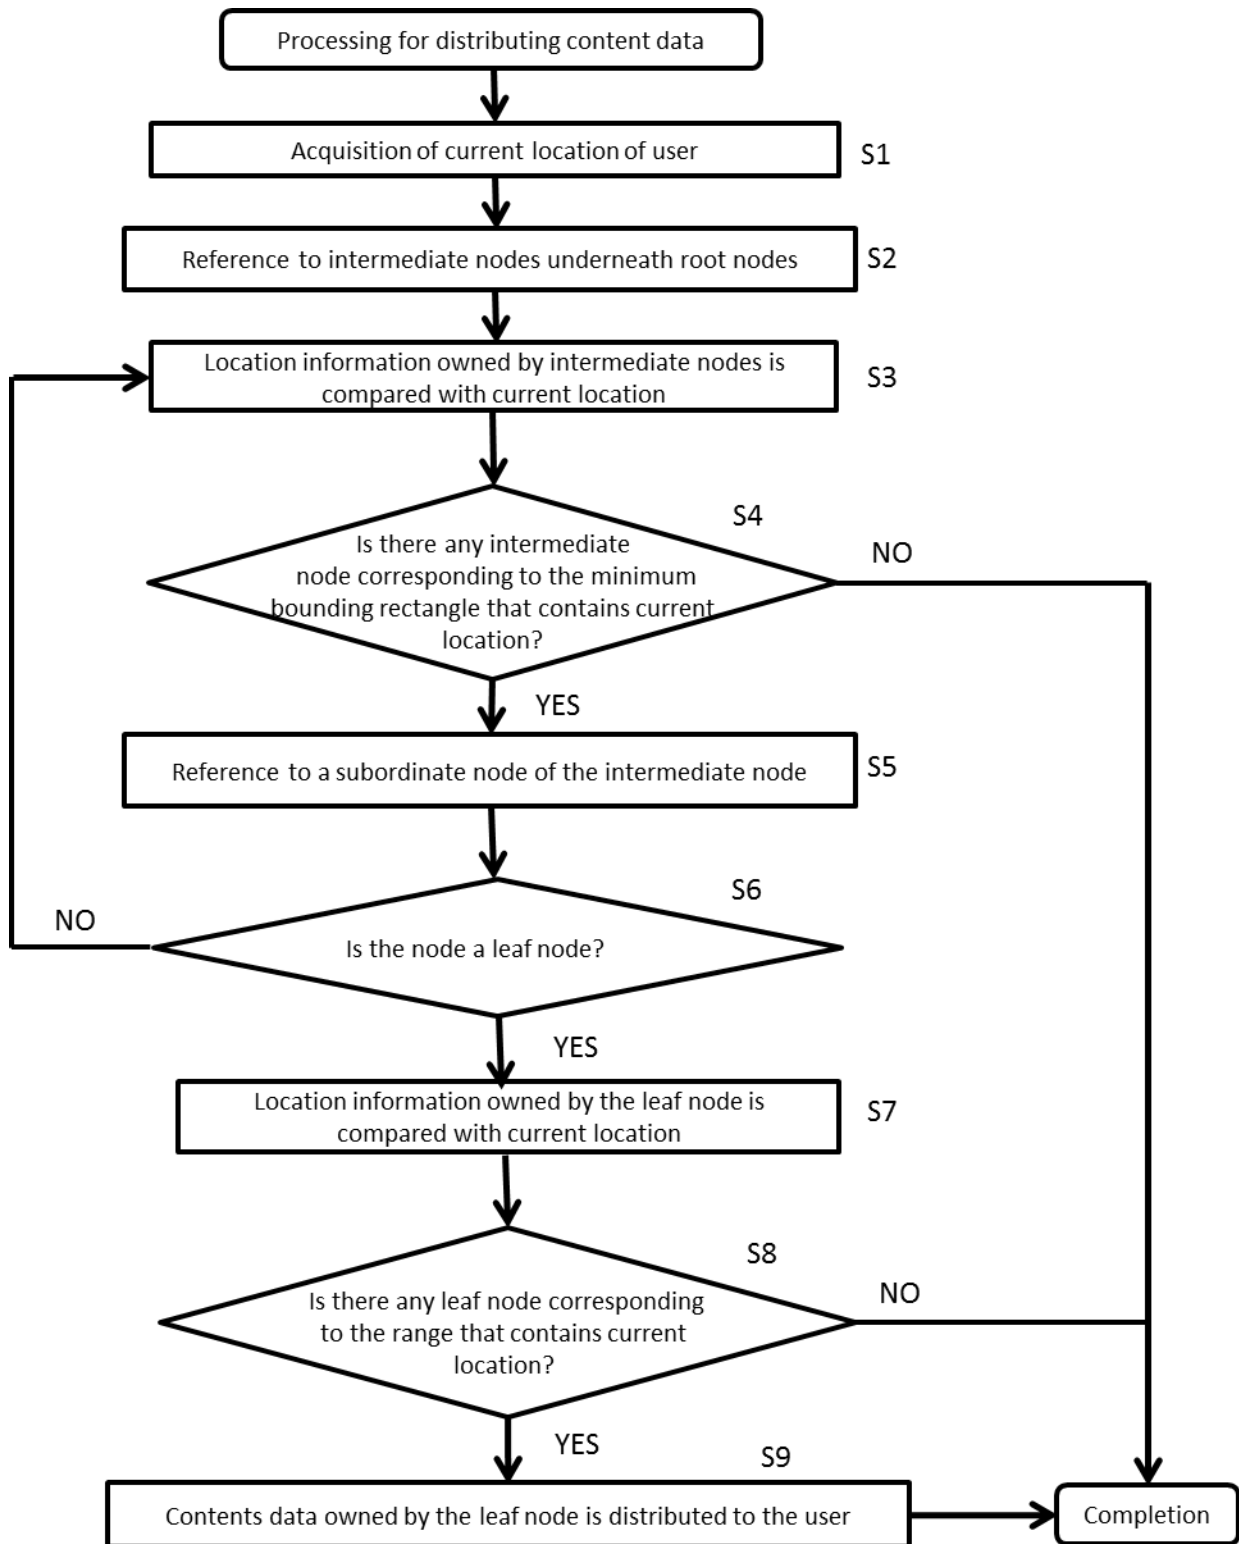 Processing for distributing content data
Acquisition of current location of user
S1
Reference to intermediate nodes underneath root nodes
S2
Location information owned by intermediate nodes is
compared with current location
S3
S4
Is there any intermediate
node corresponding to the minimum
bounding rectangle that contains current
location?
NO
YES
Reference to a subordinate node of the intermediate node
S5
S6
Is the node a leaf node?
NO
YES
Location information owned by the leaf node is
compared with current location
S7
S8
Is there any leaf node corresponding
to the range that contains current
location?
NO
YES
S9
Contents data owned by the leaf node is distributed to the user
Completion